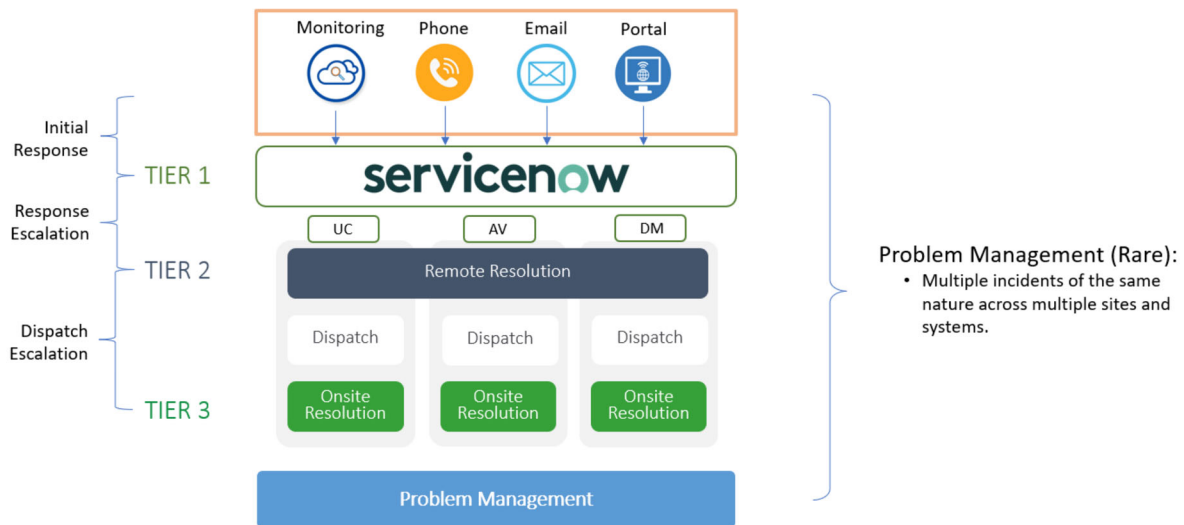 Monitoring
Phone
Email
Portal
Initial
Response
TIER 1
servicenow
Response
Escalation
UC
AV
DM
TIER 2
Remote Resolution
Dispatch
Escalation
Dispatch
Dispatch
Dispatch
TIER 3
Onsite
Resolution
Onsite
Resolution
Onsite
Resolution
Problem Management
Problem Management (Rare):
• Multiple incidents of the same
nature across multiple sites and
systems.